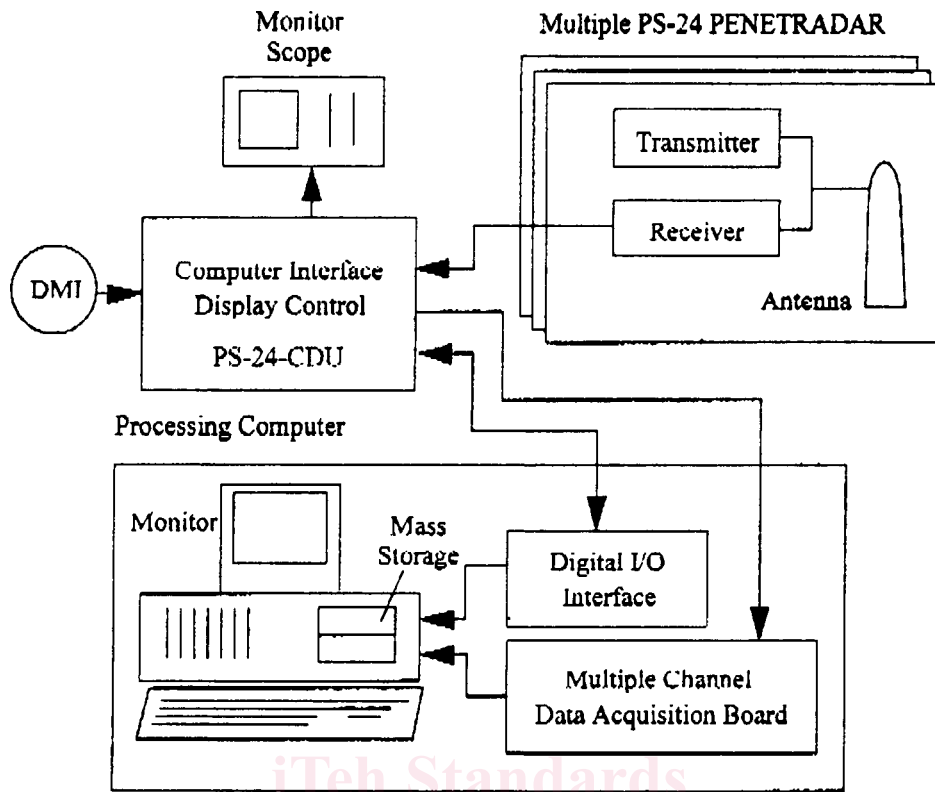 Monitor
Scope
Multiple PS-24 PENETRADAR
Transmitter
Receiver
Antenna
DMI
Computer Interface
Display Control
PS-24-CDU
Processing Computer
Monitor
Mass
Storage
Digital I/O
Interface
Multiple Channel
Data Acquisition Board
iTeh Standards